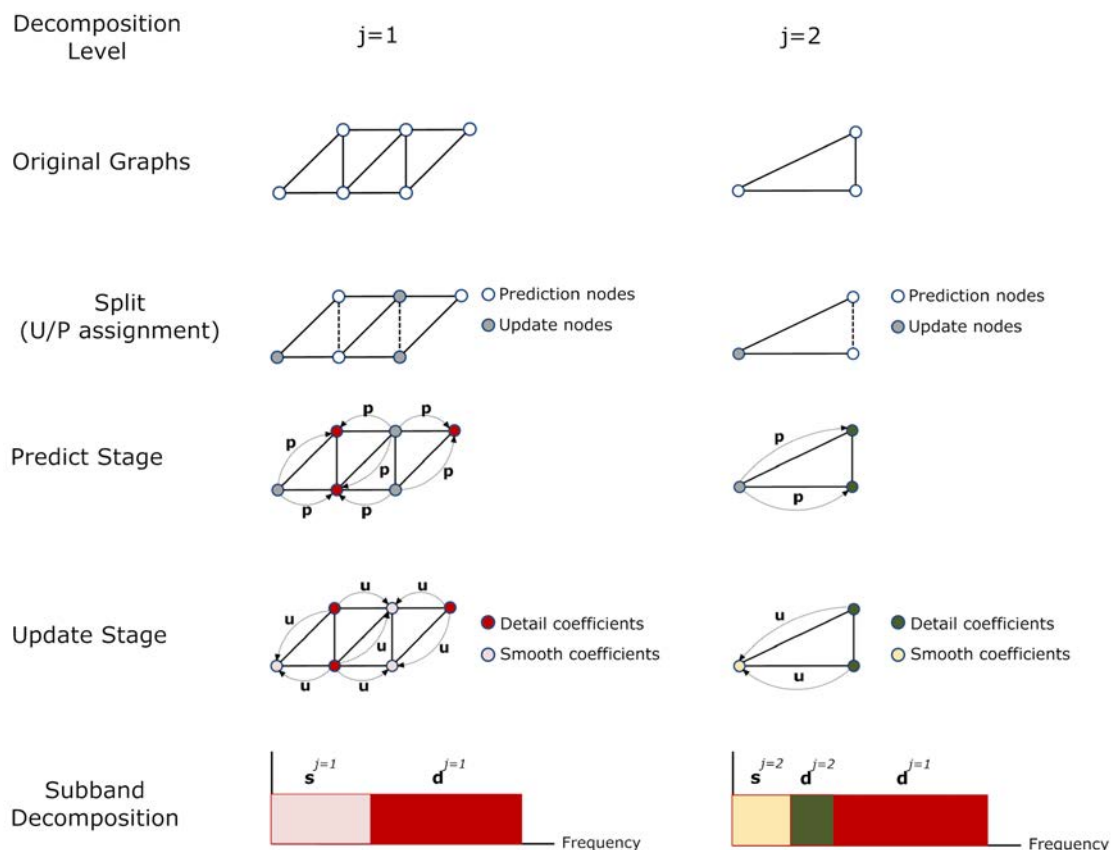 Decomposition
Level
j=1
j=2
Original Graphs
Split
(U/P assignment)
Prediction nodes
Update nodes
Prediction nodes
Update nodes
Predict Stage
p p p p p p p
p p
Update Stage
u u u u u u u
u u
Detail coefficients
Smooth coefficients
Detail coefficients
Smooth coefficients
Subband
Decomposition
s j=1
d j=1
Frequency
s j=2
d j=2
d j=1
Frequency